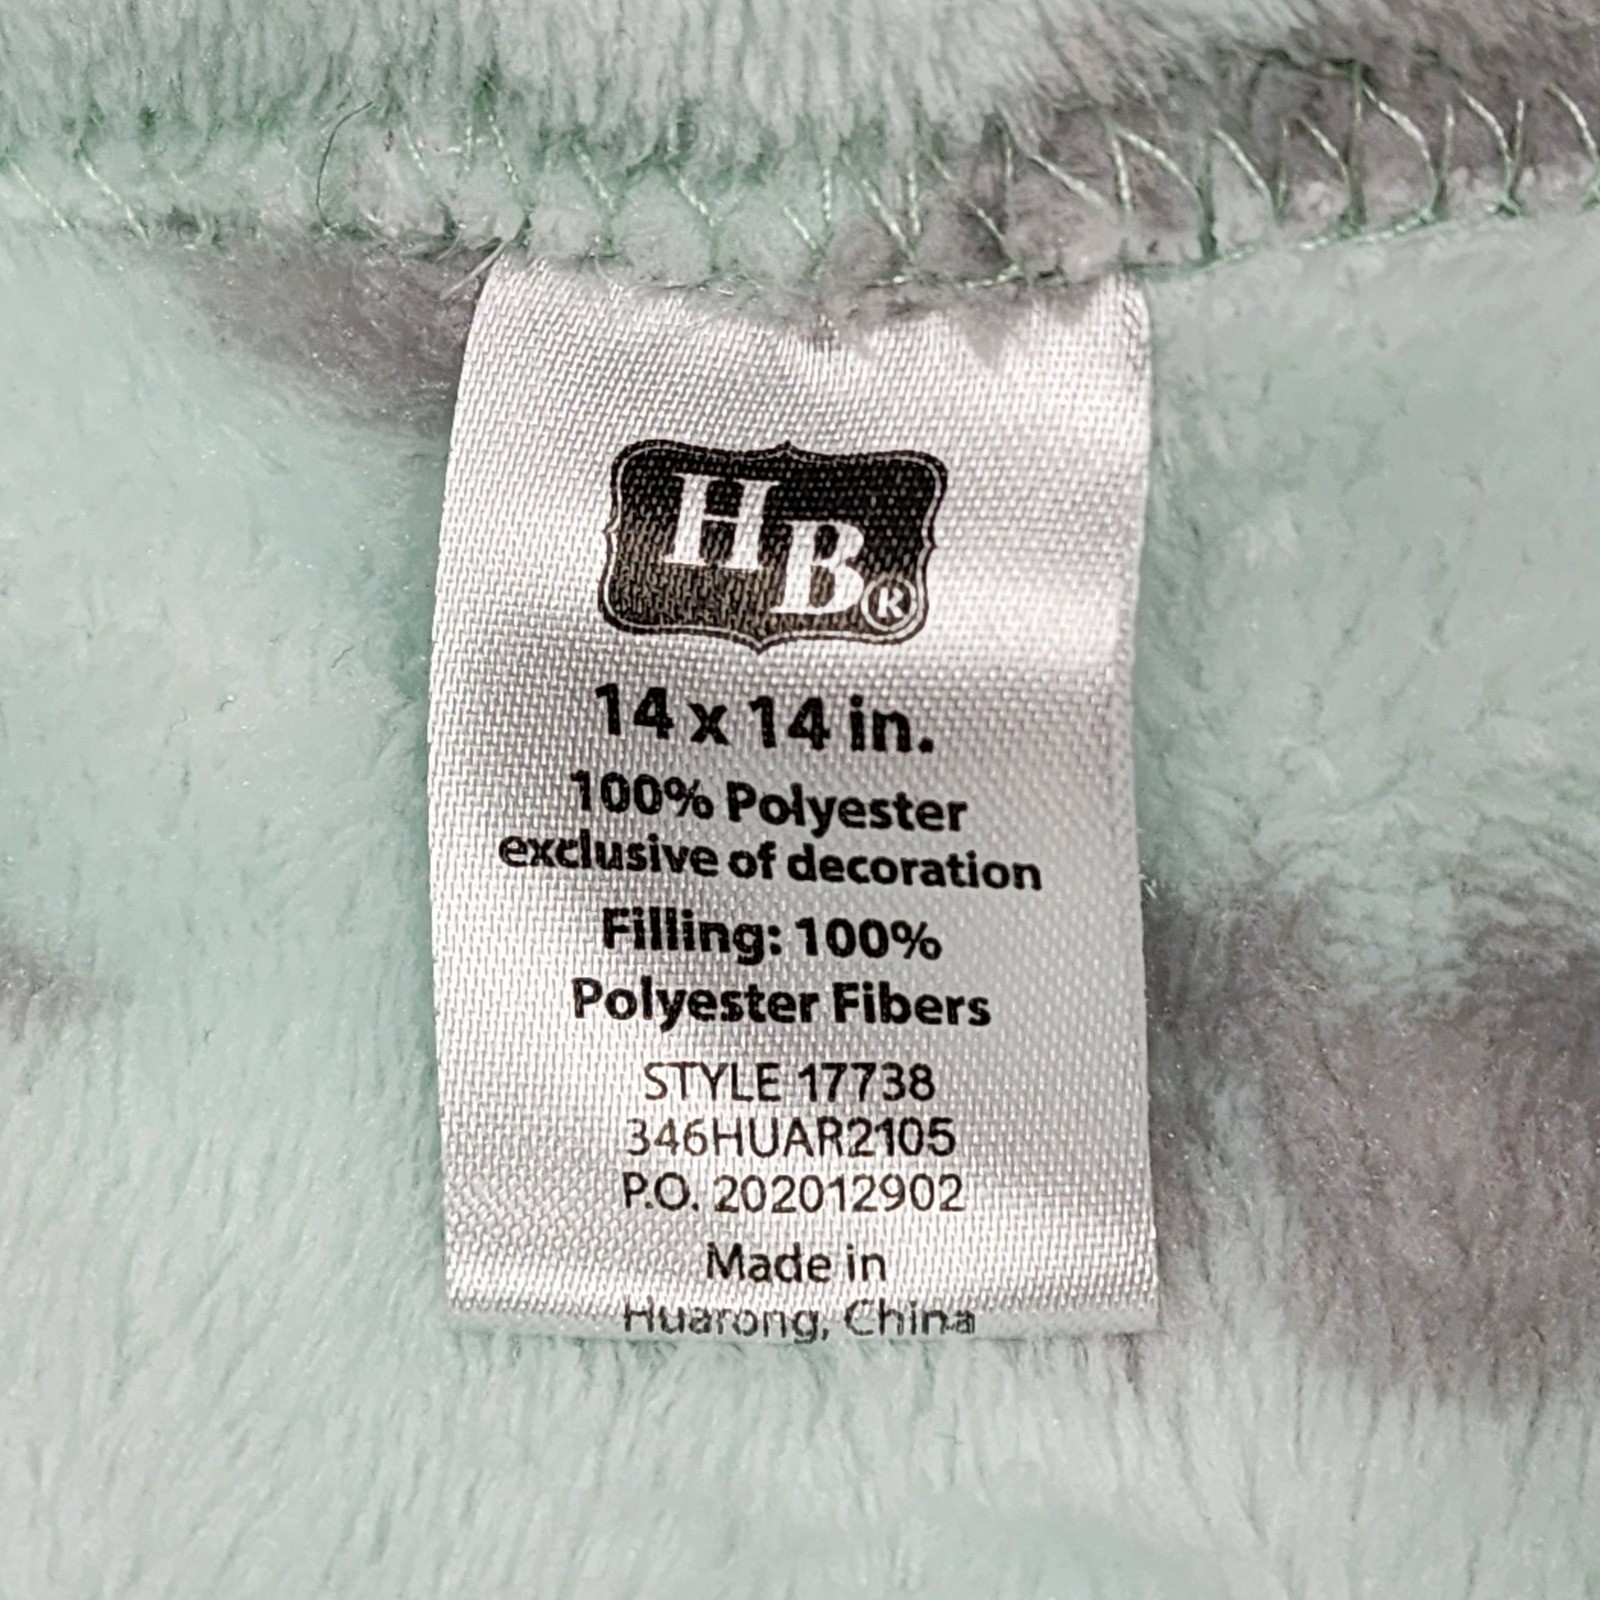 HB®
14 x 14 in.
100% Polyester
exclusive of decoration
Filling: 100%
Polyester Fibers
STYLE 17738
346HUAR2105
P.O. 202012902
Made in
Huarong, China